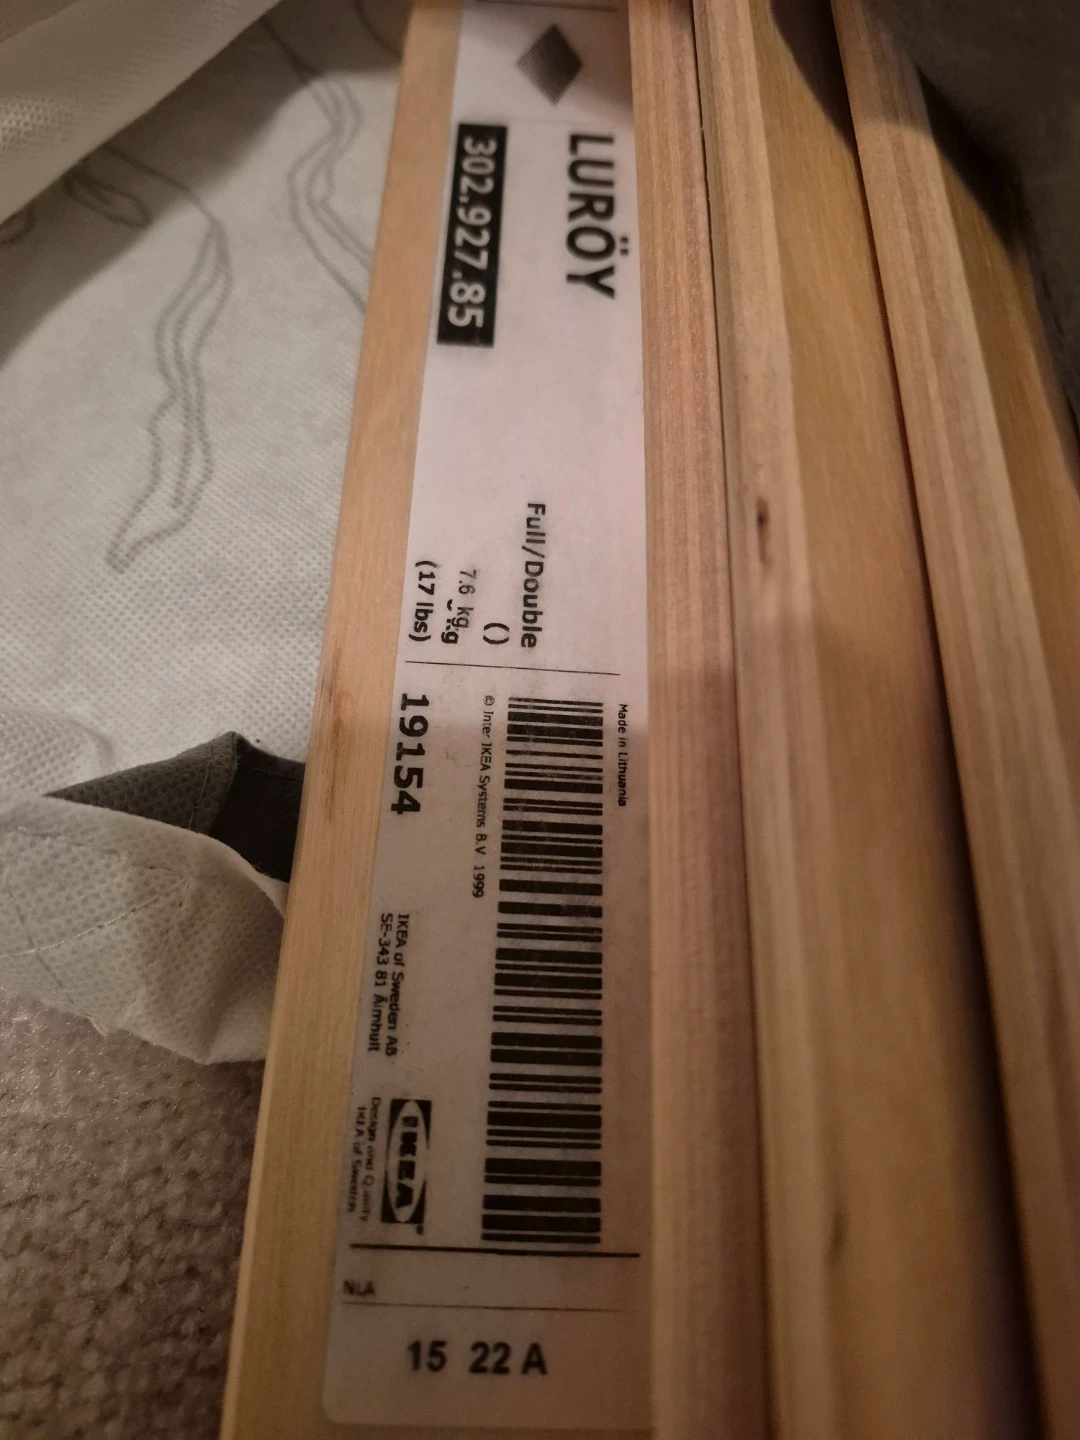 LURÖY
302.927.85
Full/Double
()
7.6 kg
kg
(17 lbs)
Made in Lithuania
© Inter IKEA Systems B.V. 1999
19154
IKEA of Sweden AB
SE-343 81 Älmhult
IKEA®
Design and Quality
IKEA of Sweden
NLA
15 22 A